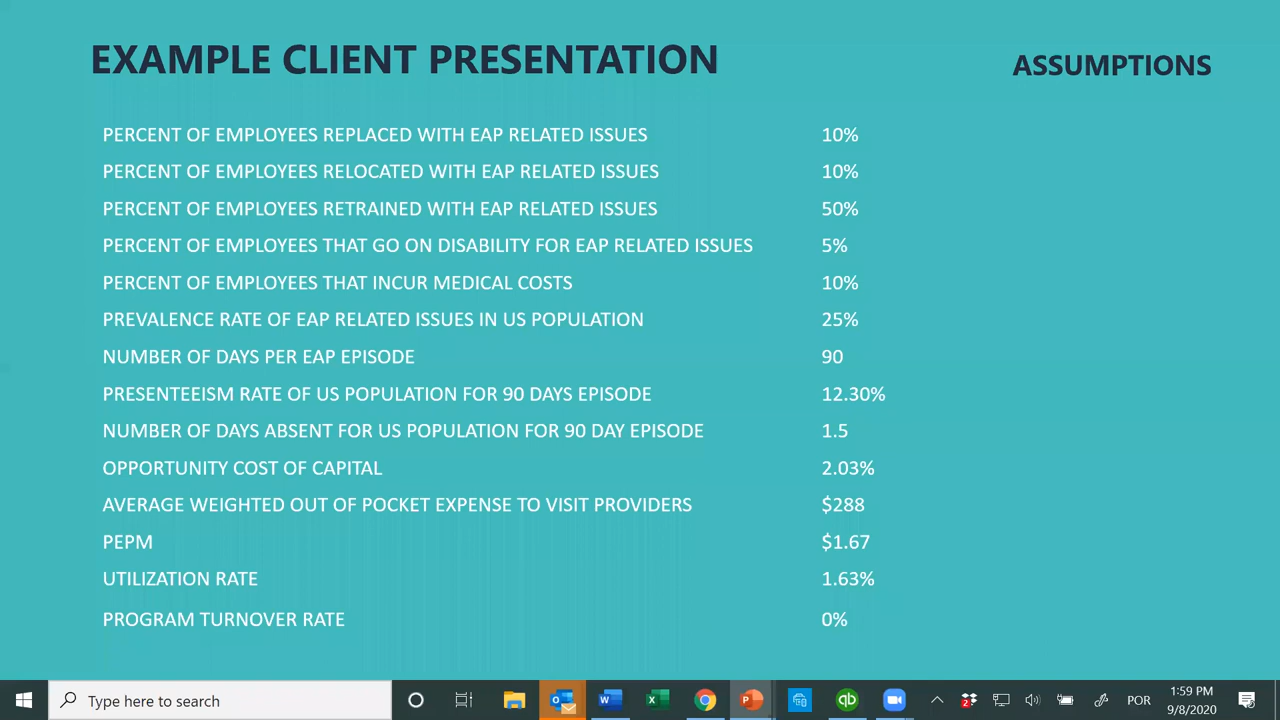 EXAMPLE CLIENT PRESENTATION
ASSUMPTIONS
PERCENT OF EMPLOYEES REPLACED WITH EAP RELATED ISSUES 10%
PERCENT OF EMPLOYEES RELOCATED WITH EAP RELATED ISSUES 10%
PERCENT OF EMPLOYEES RETRAINED WITH EAP RELATED ISSUES 50%
PERCENT OF EMPLOYEES THAT GO ON DISABILITY FOR EAP RELATED ISSUES 5%
PERCENT OF EMPLOYEES THAT INCUR MEDICAL COSTS 10%
PREVALENCE RATE OF EAP RELATED ISSUES IN US POPULATION 25%
NUMBER OF DAYS PER EAP EPISODE 90
PRESENTEEISM RATE OF US POPULATION FOR 90 DAYS EPISODE 12.30%
NUMBER OF DAYS ABSENT FOR US POPULATION FOR 90 DAY EPISODE 1.5
OPPORTUNITY COST OF CAPITAL 2.03%
AVERAGE WEIGHTED OUT OF POCKET EXPENSE TO VISIT PROVIDERS $288
PEPM $1.67
UTILIZATION RATE 1.63%
PROGRAM TURNOVER RATE 0%
Type here to search
POR
1:59 PM
9/8/2020